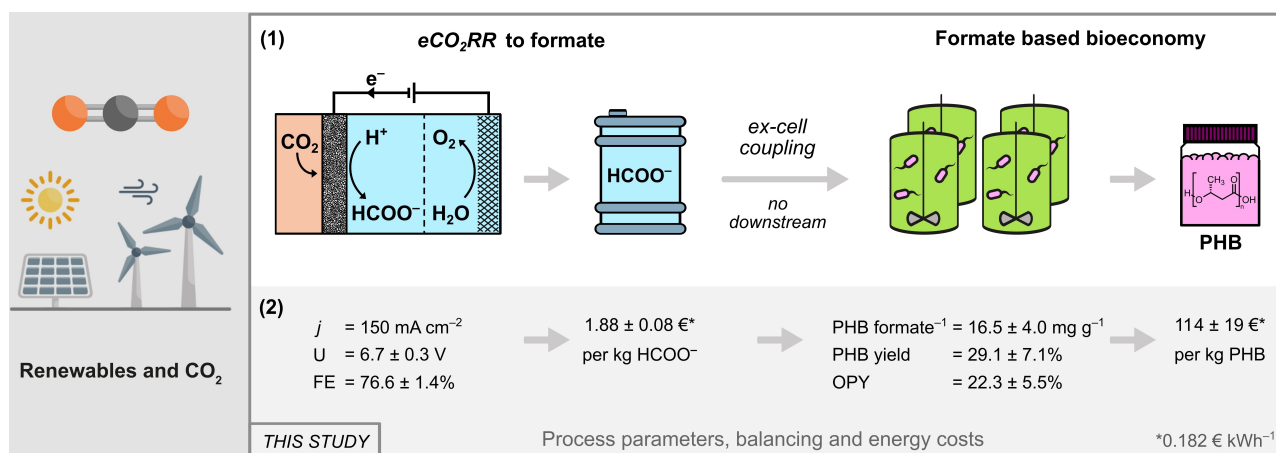 (1)
eCO₂RR to formate
Formate based bioeconomy
e⁻
CO₂
H⁺
HCOO⁻
O₂
H₂O
HCOO⁻
ex-cell
coupling
no
downstream
H
CH₃
O
O
n
OH
PHB
Renewables and CO₂
(2)
j = 150 mA cm⁻²
U = 6.7 ± 0.3 V
FE = 76.6 ± 1.4%
1.88 ± 0.08 €*
per kg HCOO⁻
PHB formate⁻¹ = 16.5 ± 4.0 mg g⁻¹
PHB yield = 29.1 ± 7.1%
OPY = 22.3 ± 5.5%
114 ± 19 €*
per kg PHB
THIS STUDY
Process parameters, balancing and energy costs
*0.182 € kWh⁻¹